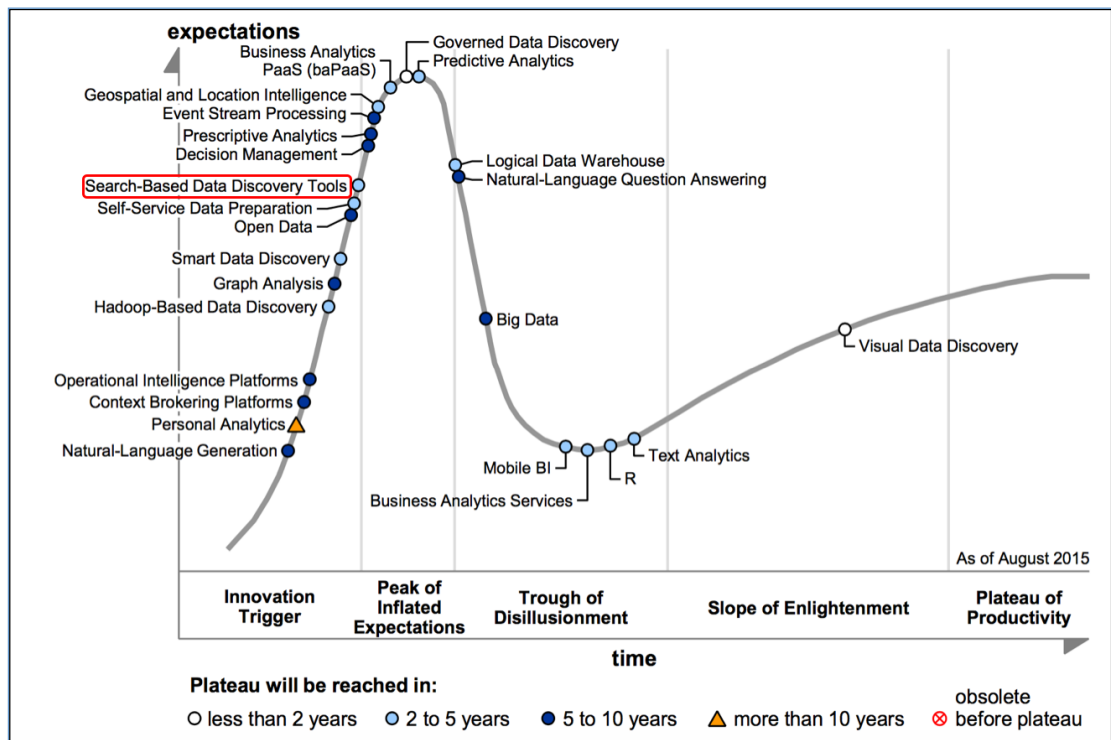 expectations
Business Analytics
PaaS (baPaaS)
Governed Data Discovery
Predictive Analytics
Geospatial and Location Intelligence
Event Stream Processing
Prescriptive Analytics
Decision Management
Search-Based Data Discovery Tools
Self-Service Data Preparation
Open Data
Smart Data Discovery
Graph Analysis
Hadoop-Based Data Discovery
Operational Intelligence Platforms
Context Brokering Platforms
Personal Analytics
Natural-Language Generation
Logical Data Warehouse
Natural-Language Question Answering
Big Data
Mobile BI
Business Analytics Services
R
Text Analytics
Visual Data Discovery
As of August 2015
Innovation
Trigger
Peak of
Inflated
Expectations
Trough of
Disillusionment
Slope of Enlightenment
Plateau of
Productivity
time
Plateau will be reached in:
less than 2 years
2 to 5 years
5 to 10 years
more than 10 years
obsolete
before plateau